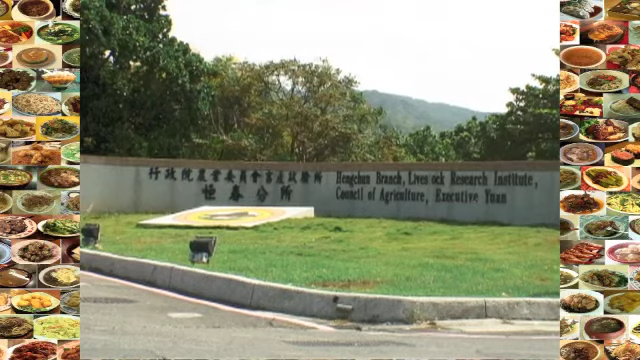 行政院農業委員會畜產試驗所
恆春分所
Hengchun Branch, Livestock Research Institute,
Council of Agriculture, Executive Yuan